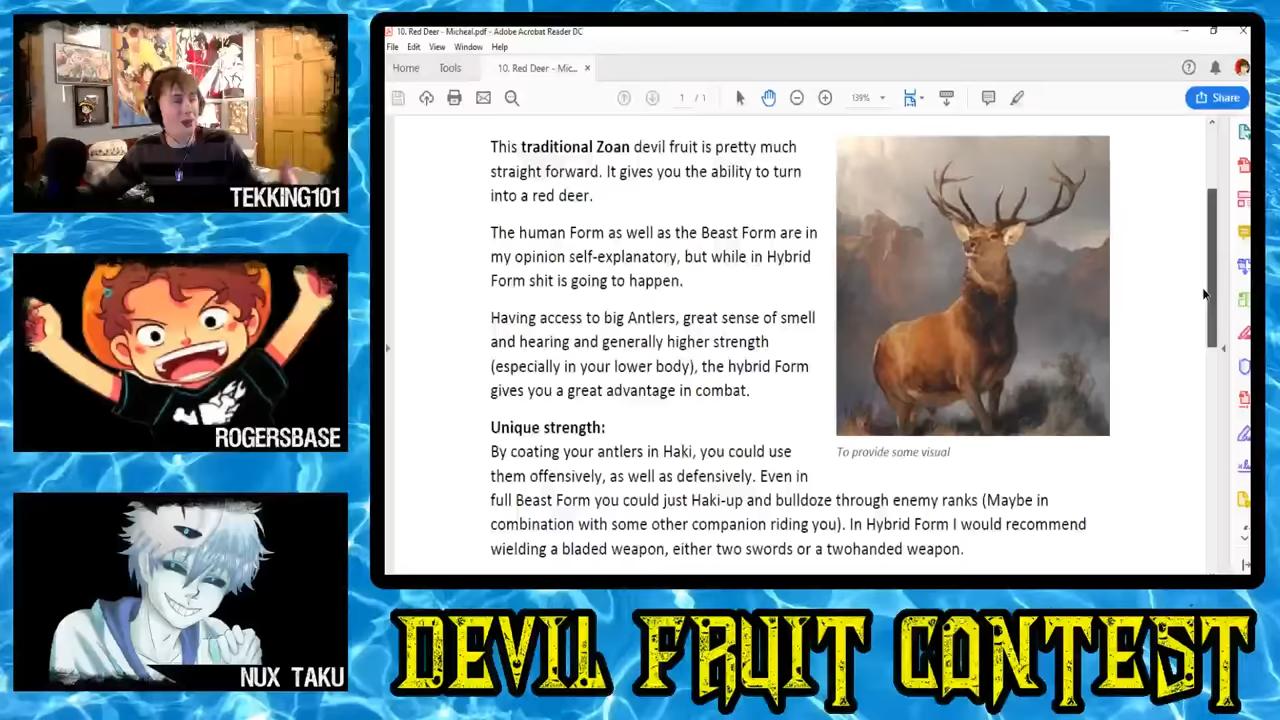 TEKKING101
ROGERSBASE
NUX TAKU
10. Red Deer - Micheal.pdf - Adobe Acrobat Reader DC
File Edit View Window Help
Home Tools 10. Red Deer - Mic... ×
1 / 1 139%
Share
This traditional Zoan devil fruit is pretty much
straight forward. It gives you the ability to turn
into a red deer.
The human Form as well as the Beast Form are in
my opinion self-explanatory, but while in Hybrid
Form shit is going to happen.
Having access to big Antlers, great sense of smell
and hearing and generally higher strength
(especially in your lower body), the hybrid Form
gives you a great advantage in combat.
Unique strength:
By coating your antlers in Haki, you could use
them offensively, as well as defensively. Even in
full Beast Form you could just Haki-up and bulldoze through enemy ranks (Maybe in
combination with some other companion riding you). In Hybrid Form I would recommend
wielding a bladed weapon, either two swords or a twohanded weapon.
To provide some visual
DEVIL FRUIT CONTEST